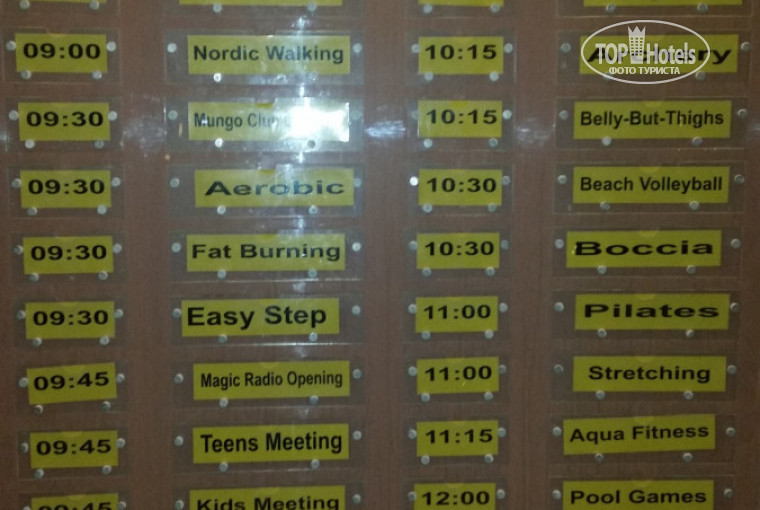 09:00 Nordic Walking 10:15
TOP Hotels
ФОТО ТУРИСТА
09:30 Mungo 10:15 Belly-But-Thighs
09:30 Aerobic 10:30 Beach Volleyball
09:30 Fat Burning 10:30 Boccia
09:30 Easy Step 11:00 Pilates
09:45 Magic Radio Opening 11:00 Stretching
09:45 Teens Meeting 11:15 Aqua Fitness
09:45 Kids Meeting 12:00 Pool Games